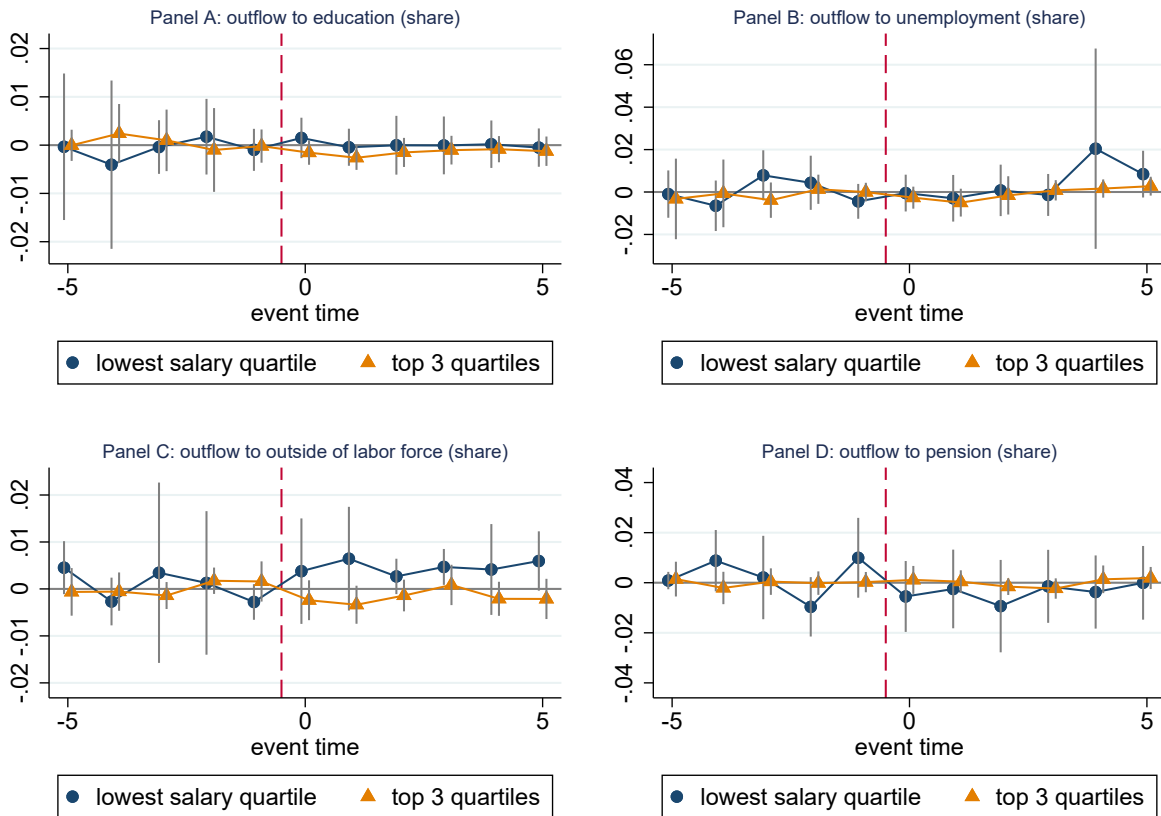 Panel A: outflow to education (share)
.02
.01
0
-.01
-.02
-5
0
5
event time
lowest salary quartile
top 3 quartiles
Panel B: outflow to unemployment (share)
.06
.04
.02
0
-.02
-5
0
5
event time
lowest salary quartile
top 3 quartiles
Panel C: outflow to outside of labor force (share)
.02
.01
0
-.01
-.02
-5
0
5
event time
lowest salary quartile
top 3 quartiles
Panel D: outflow to pension (share)
.04
.02
0
-.02
-.04
-5
0
5
event time
lowest salary quartile
top 3 quartiles